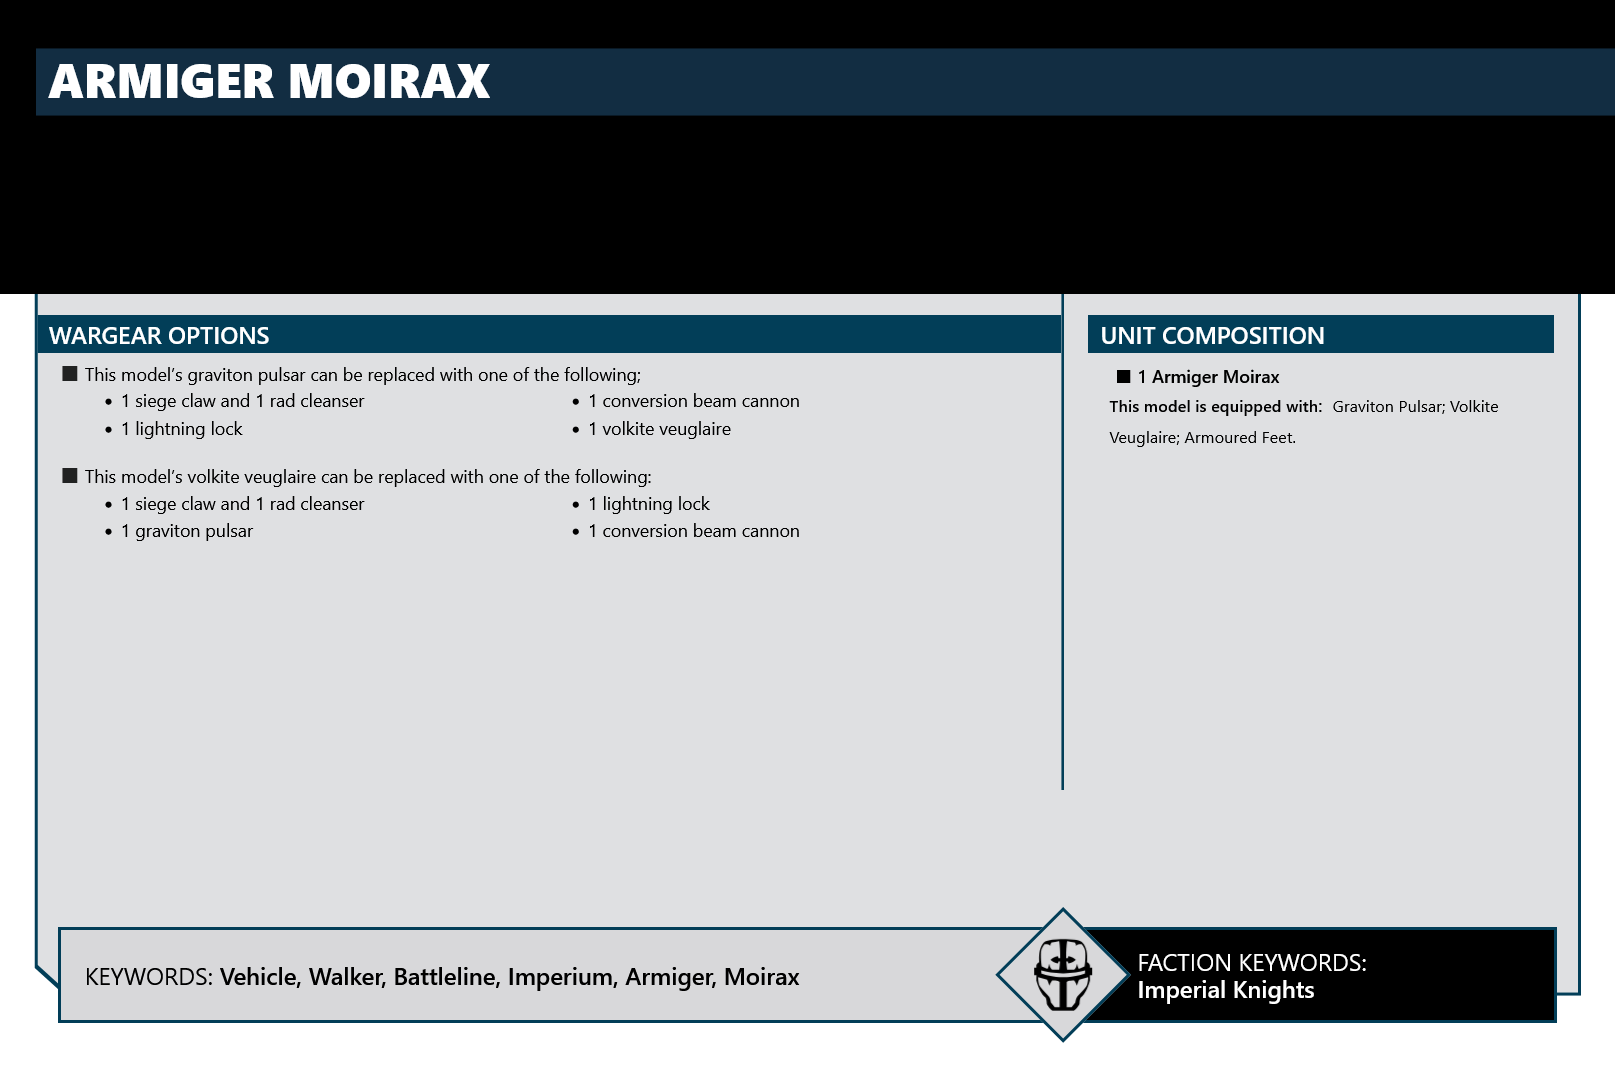 ARMIGER MOIRAX
WARGEAR OPTIONS
This model's graviton pulsar can be replaced with one of the following;
• 1 siege claw and 1 rad cleanser
• 1 lightning lock
• 1 conversion beam cannon
• 1 volkite veuglaire
This model's volkite veuglaire can be replaced with one of the following:
• 1 siege claw and 1 rad cleanser
• 1 graviton pulsar
• 1 lightning lock
• 1 conversion beam cannon
UNIT COMPOSITION
1 Armiger Moirax
This model is equipped with: Graviton Pulsar; Volkite
Veuglaire; Armoured Feet.
KEYWORDS: Vehicle, Walker, Battleline, Imperium, Armiger, Moirax
FACTION KEYWORDS:
Imperial Knights